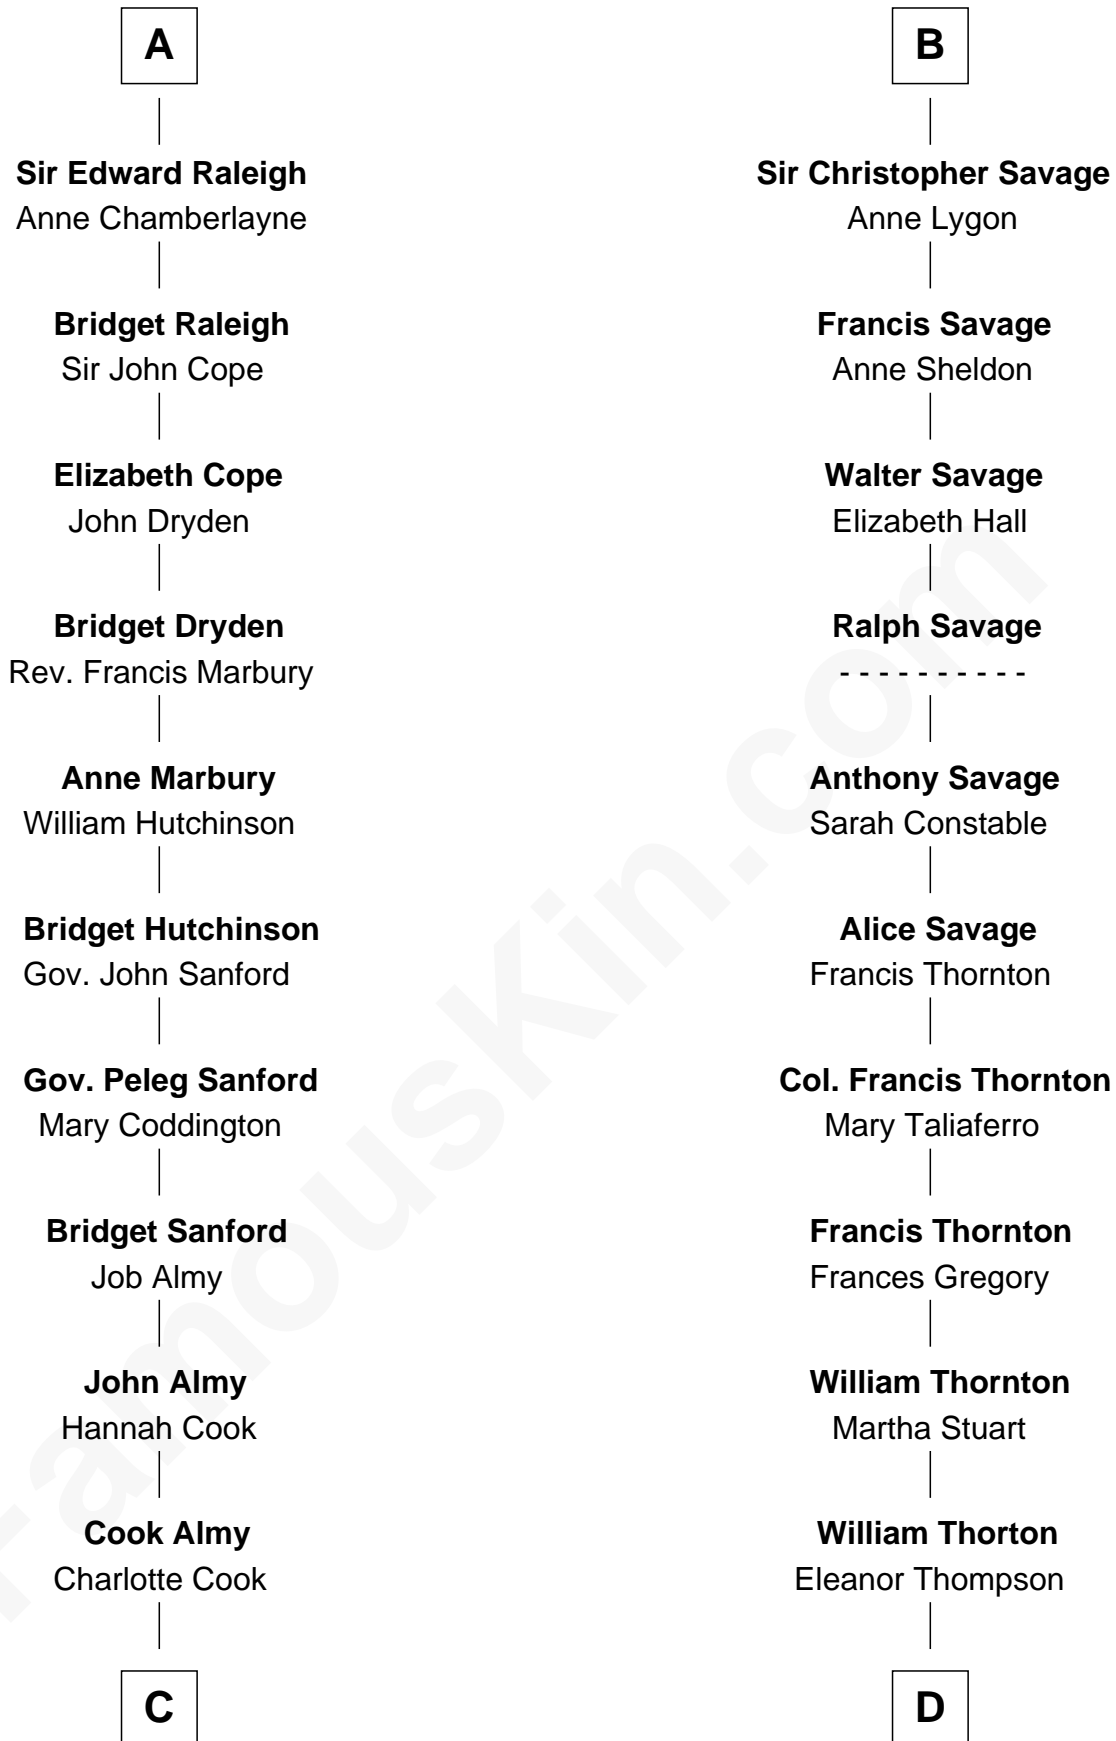 A
Sir Edward Raleigh
Anne Chamberlayne
Bridget Raleigh
Sir John Cope
Elizabeth Cope
John Dryden
Bridget Dryden
Rev. Francis Marbury
Anne Marbury
William Hutchinson
Bridget Hutchinson
Gov. John Sanford
Gov. Peleg Sanford
Mary Coddington
Bridget Sanford
Job Almy
John Almy
Hannah Cook
Cook Almy
Charlotte Cook
C
B
Sir Christopher Savage
Anne Lygon
Francis Savage
Anne Sheldon
Walter Savage
Elizabeth Hall
Ralph Savage
- - - - - - - - - -
Anthony Savage
Sarah Constable
Alice Savage
Francis Thornton
Col. Francis Thornton
Mary Taliaferro
Francis Thornton
Frances Gregory
William Thornton
Martha Stuart
William Thorton
Eleanor Thompson
D
FamousKin.com